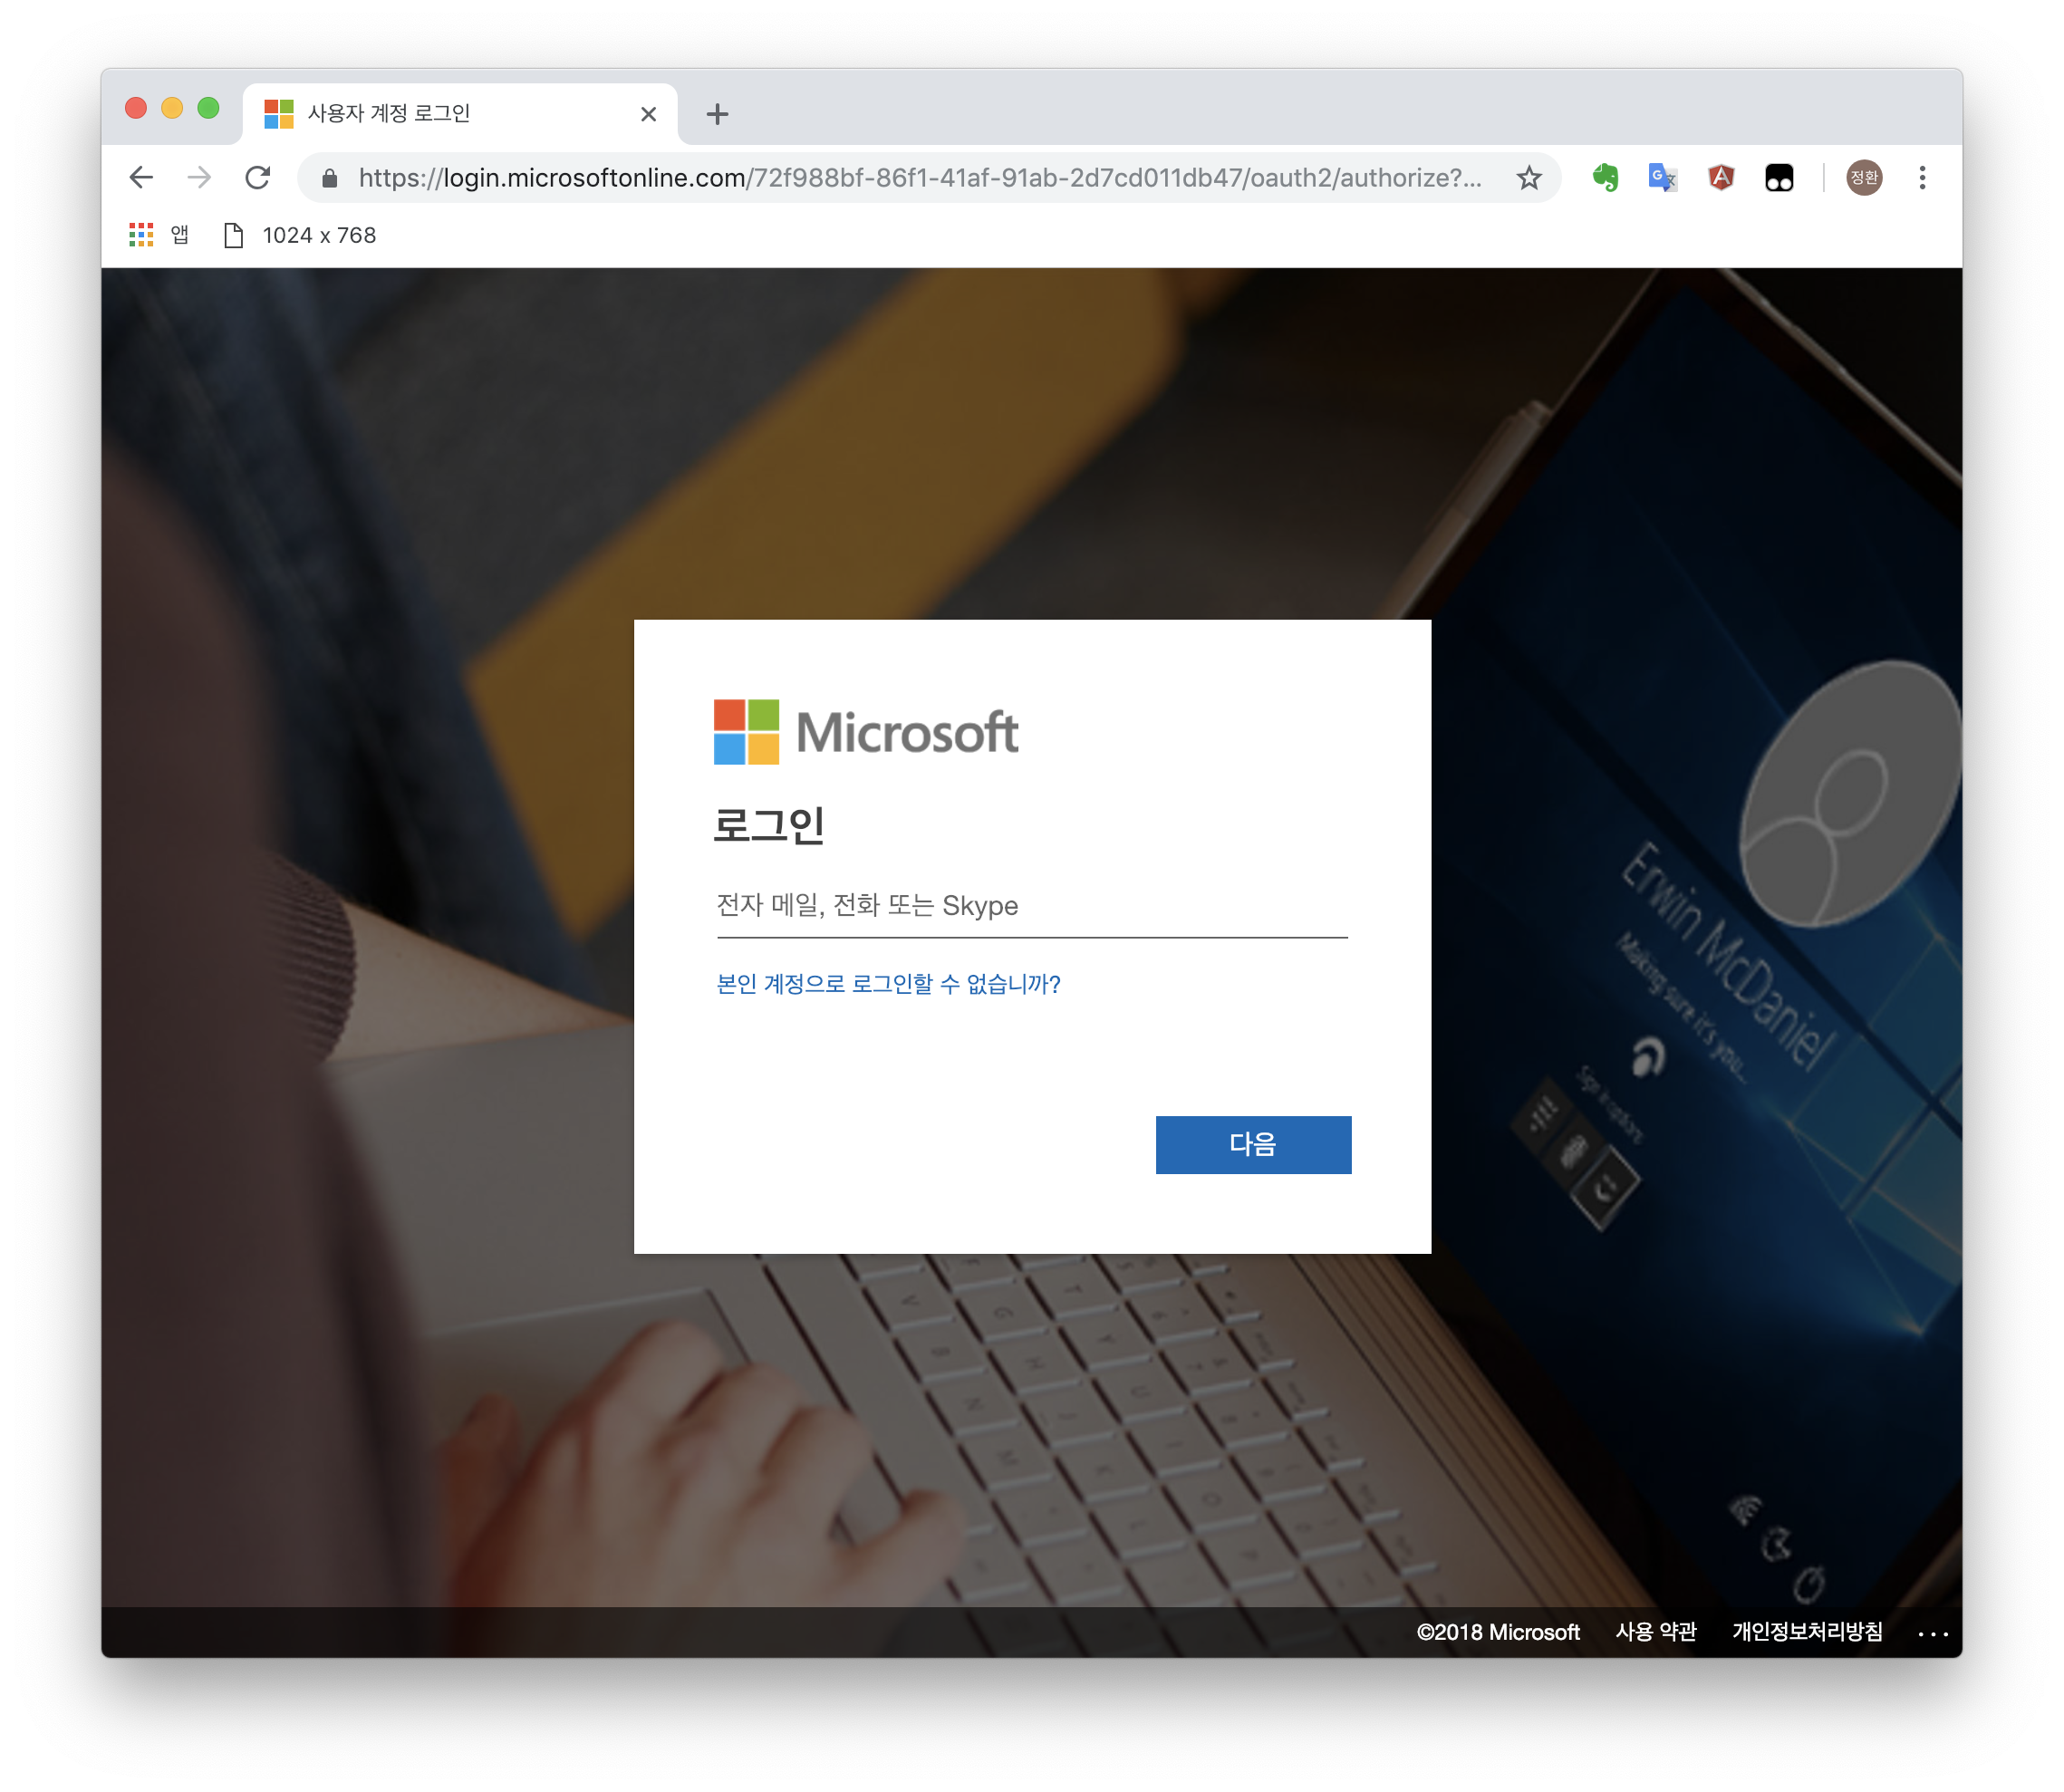 사용자 계정 로그인
https://login.microsoftonline.com/72f988bf-86f1-41af-91ab-2d7cd011db47/oauth2/authorize?...
정환
앱
1024 x 768
Microsoft
로그인
전자 메일, 전화 또는 Skype
본인 계정으로 로그인할 수 없습니까?
다음
Erwin McDaniel
Making sure it's you...
Sign in options
©2018 Microsoft
사용 약관
개인정보처리방침
...